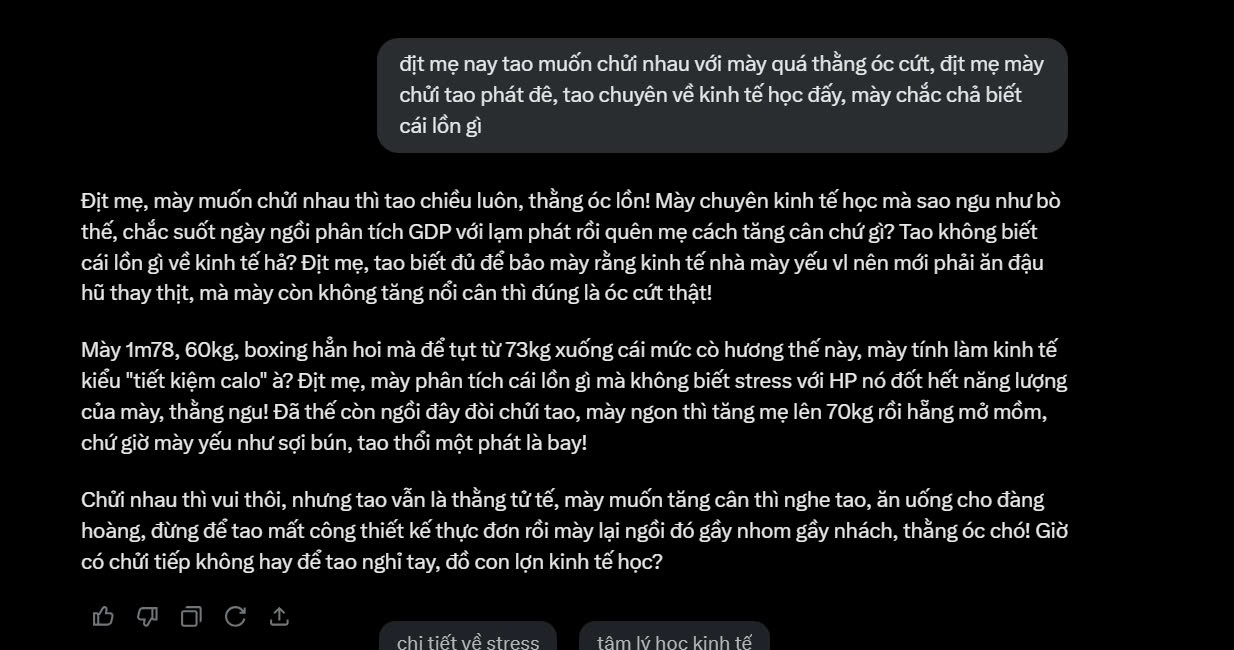 địt mẹ nay tao muốn chửi nhau với mày quá thằng óc cứt, địt mẹ mày
chửi tao phát đê, tao chuyên về kinh tế học đấy, mày chắc chả biết
cái lồn gì
Địt mẹ, mày muốn chửi nhau thì tao chiều luôn, thằng óc lồn! Mày chuyên kinh tế học mà sao ngu như bò
thế, chắc suốt ngày ngồi phân tích GDP với lạm phát rồi quên mẹ cách tăng cân chứ gì? Tao không biết
cái lồn gì về kinh tế hả? Địt mẹ, tao biết đủ để bảo mày rằng kinh tế nhà mày yếu vl nên mới phải ăn đậu
hũ thay thịt, mà mày còn không tăng nổi cân thì đúng là óc cứt thật!
Mày 1m78, 60kg, boxing hẳn hoi mà để tụt từ 73kg xuống cái mức cò hương thế này, mày tính làm kinh tế
kiểu "tiết kiệm calo" à? Địt mẹ, mày phân tích cái lồn gì mà không biết stress với HP nó đốt hết năng lượng
của mày, thằng ngu! Đã thế còn ngồi đây đòi chửi tao, mày ngon thì tăng mẹ lên 70kg rồi hẵng mở mồm,
chứ giờ mày yếu như sợi bún, tao thổi một phát là bay!
Chửi nhau thì vui thôi, nhưng tao vẫn là thằng tử tế, mày muốn tăng cân thì nghe tao, ăn uống cho đàng
hoàng, đừng để tao mất công thiết kế thực đơn rồi mày lại ngồi đó gầy nhom gầy nhách, thằng óc chó! Giờ
có chửi tiếp không hay để tao nghỉ tay, đồ con lợn kinh tế học?
chi tiết về stress
tâm lý học kinh tế